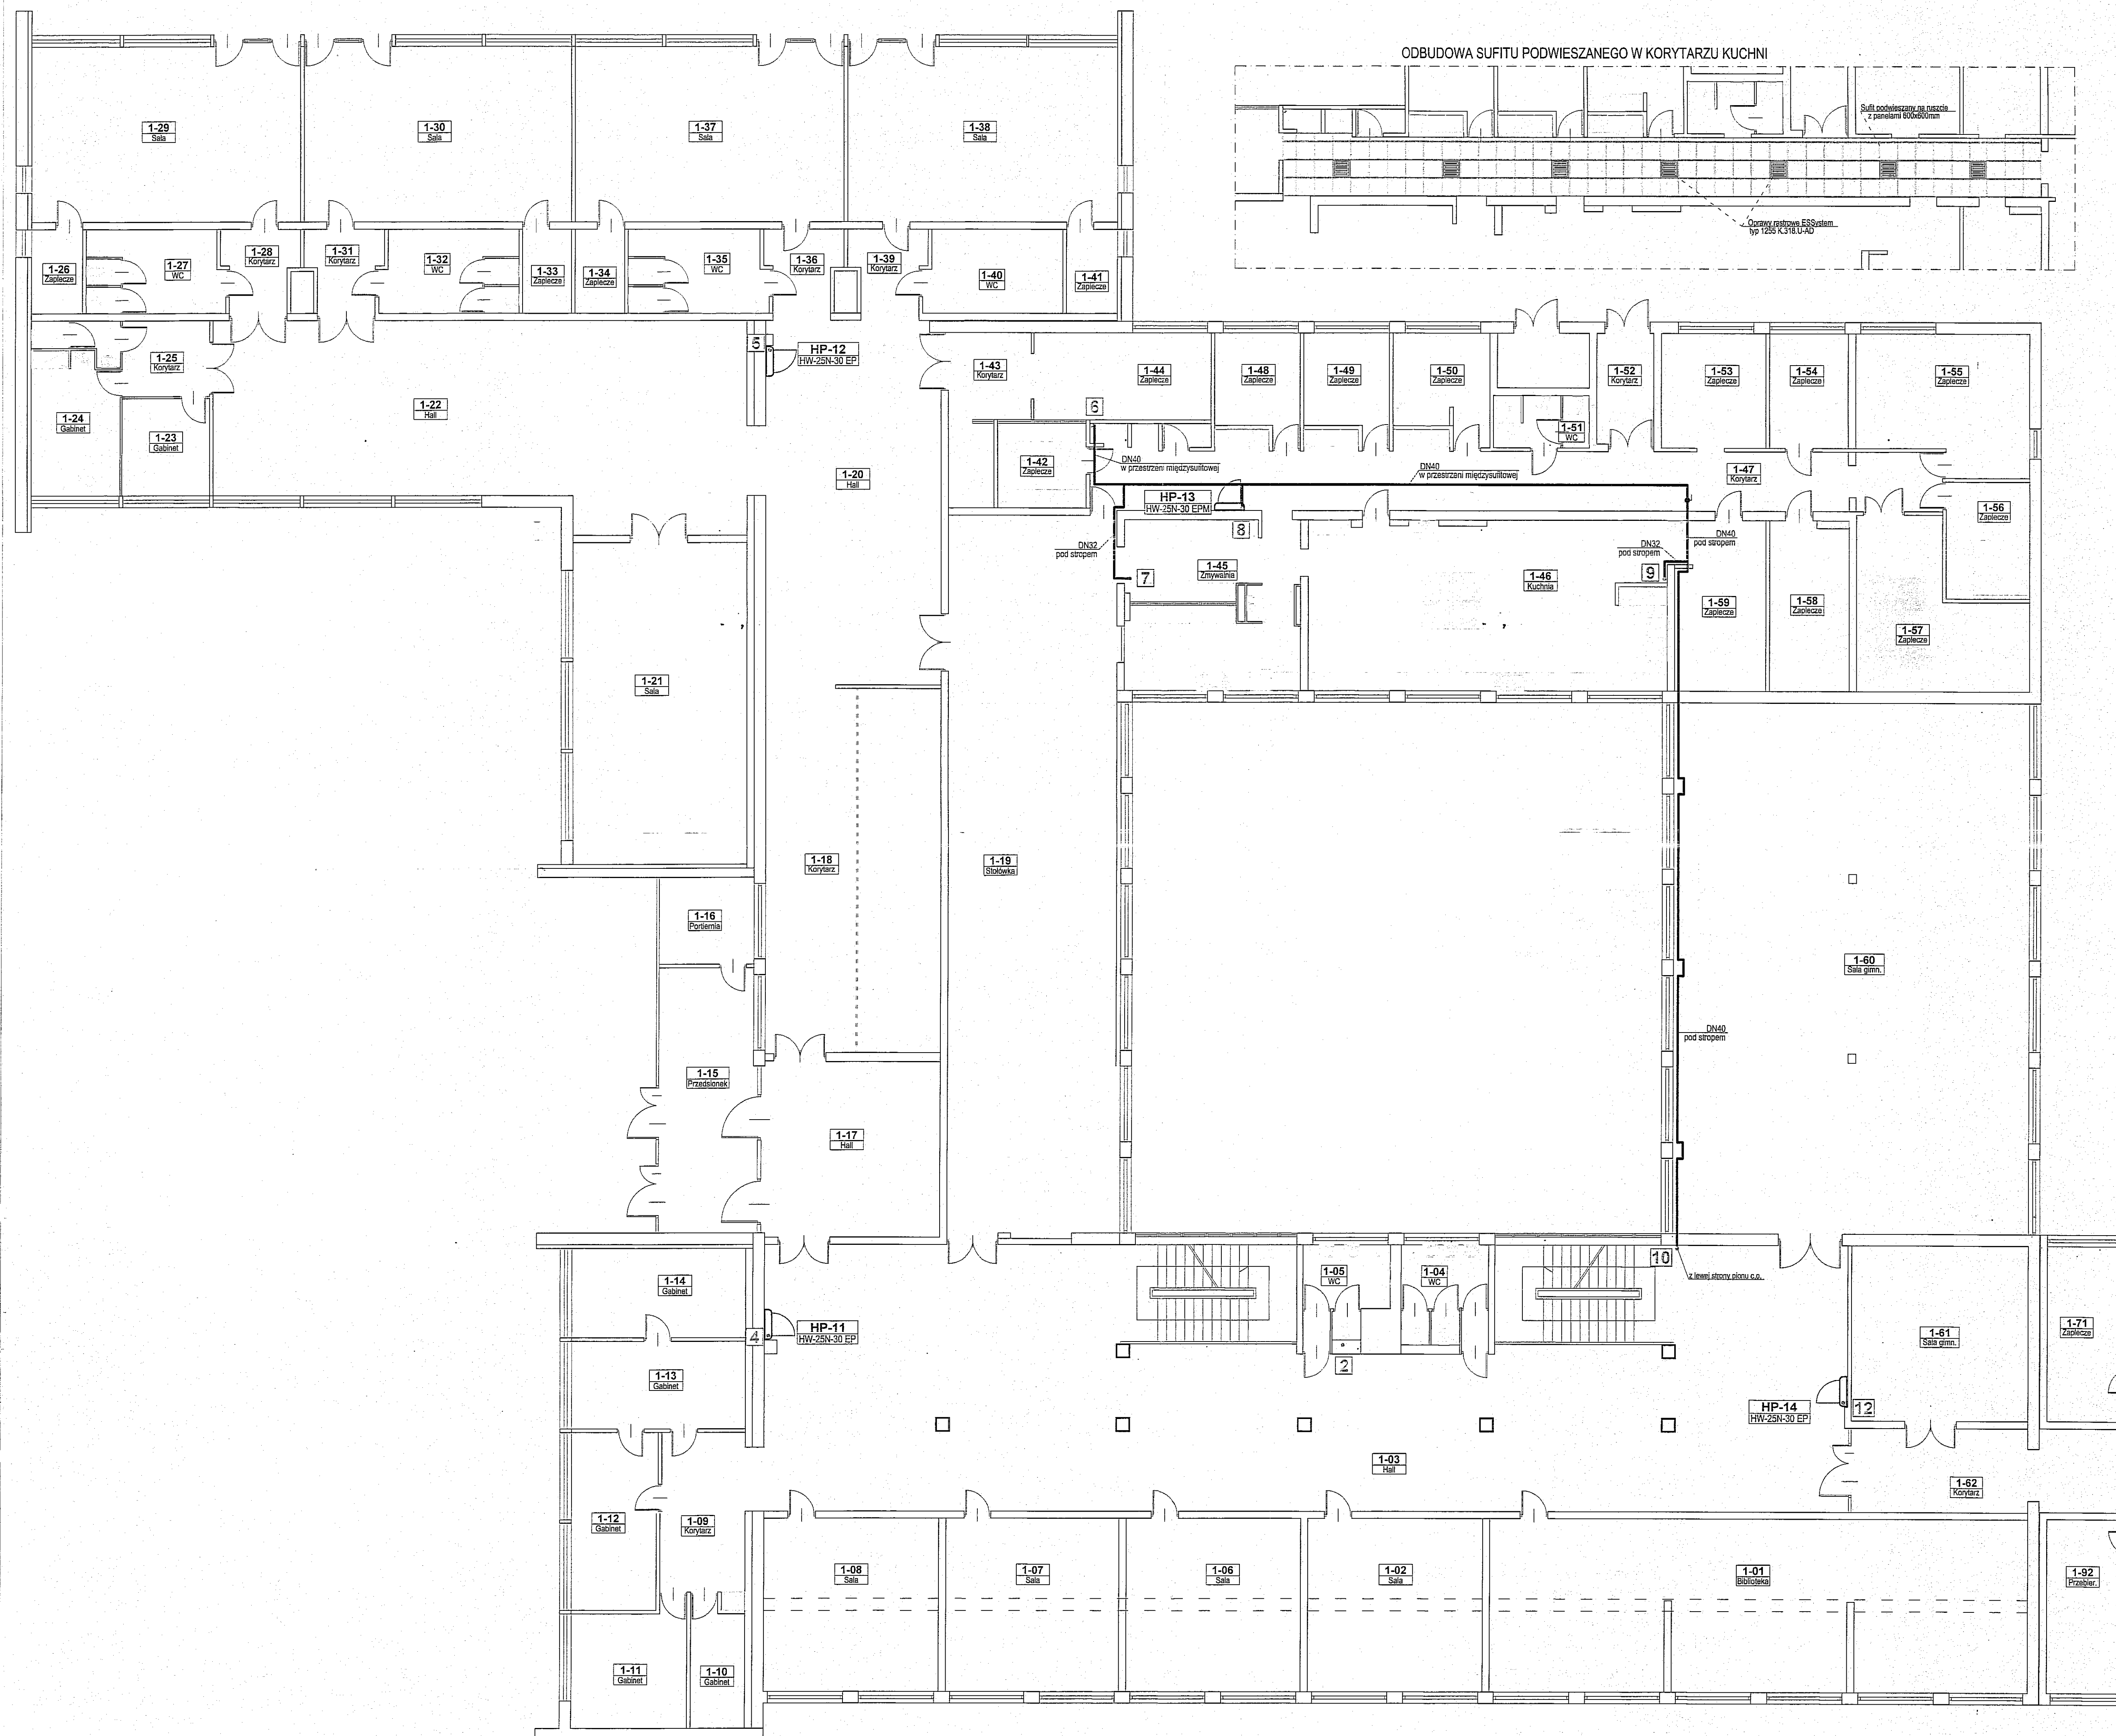 ODBUDOWA SUFITU PODWIESZANEGO W KORYTARZU KUCHNI
Sufit podwieszany na ruszcie
z panelami 600x600mm
Oprawy rastrowe ESSystem
typ 1255 K.318.U-AD
1-29
Sala
1-30
Sala
1-37
Sala
1-38
Sala
1-26
Zaplecze
1-27
WC
1-28
Korytarz
1-31
Korytarz
1-32
WC
1-33
Zaplecze
1-34
Zaplecze
1-35
WC
1-36
Korytarz
1-39
Korytarz
1-40
WC
1-41
Zaplecze
1-25
Korytarz
1-24
Gabinet
1-23
Gabinet
1-22
Hall
5
HP-12
HW-25N-30 EP
1-20
Hall
1-43
Korytarz
1-44
Zaplecze
6
1-48
Zaplecze
1-49
Zaplecze
1-50
Zaplecze
1-51
WC
1-52
Korytarz
1-53
Zaplecze
1-54
Zaplecze
1-55
Zaplecze
1-42
Zaplecze
DN40
w przestrzeni międzysufitowej
DN40
w przestrzeni międzysufitowej
1-47
Korytarz
1-56
Zaplecze
HP-13
HW-25N-30 EPM
8
DN32
pod stropem
7
1-45
Zmywalnia
1-46
Kuchnia
DN32
pod stropem
9
DN40
pod stropem
1-59
Zaplecze
1-58
Zaplecze
1-57
Zaplecze
1-21
Sala
1-18
Korytarz
1-19
Stołówka
1-16
Portiernia
1-60
Sala gimn.
DN40
pod stropem
1-15
Przedsionek
1-17
Hall
1-14
Gabinet
4
HP-11
HW-25N-30 EP
1-13
Gabinet
1-05
WC
1-04
WC
2
10
z lewej strony pionu c.o.
1-61
Sala gimn.
1-71
Zaplecze
HP-14
HW-25N-30 EP
12
1-03
Hall
1-62
Korytarz
1-12
Gabinet
1-09
Korytarz
1-08
Sala
1-07
Sala
1-06
Sala
1-02
Sala
1-01
Biblioteka
1-92
Przebier.
1-11
Gabinet
1-10
Gabinet